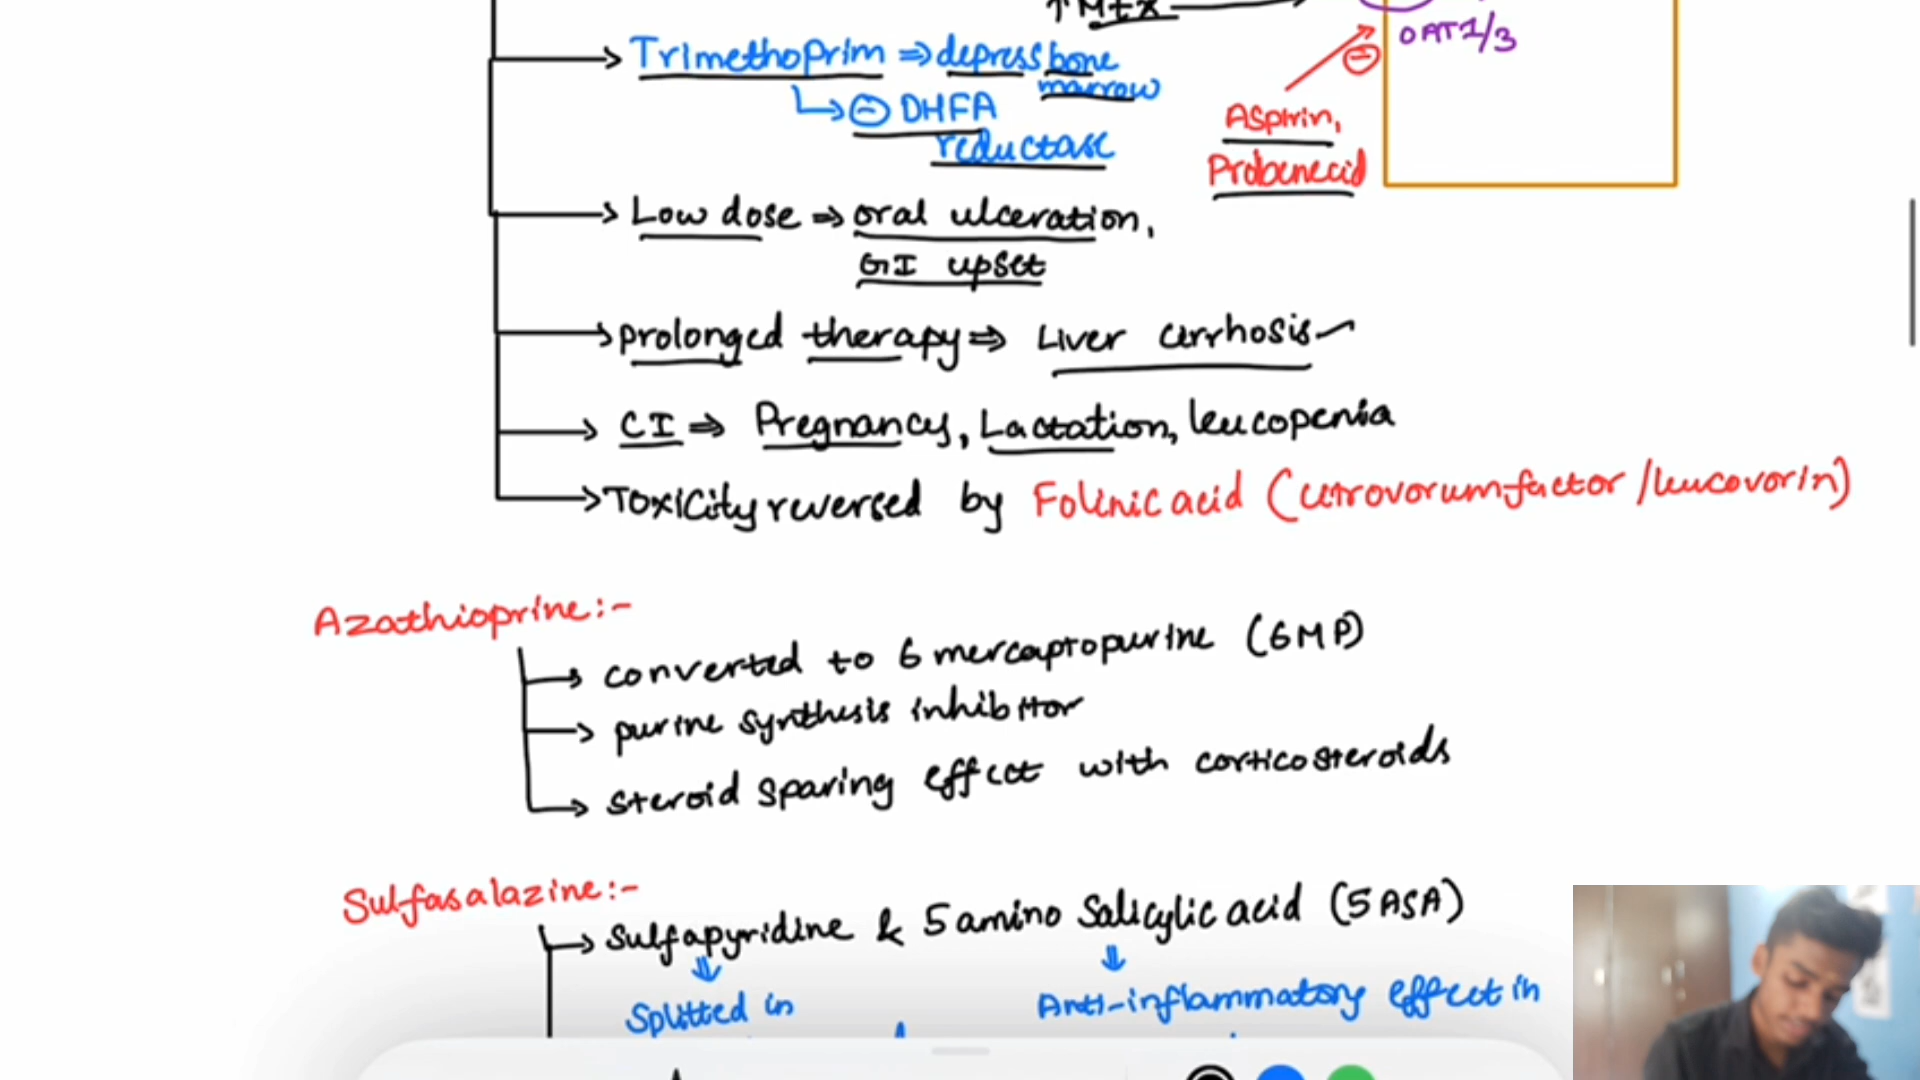 ↑ Mtx
OAT1/3
Trimethoprim ⇒ depress bone
marrow
⊖ DHFA
reductase
⊖
Aspirin,
Probenecid
Low dose ⇒ oral ulceration,
GI upset
prolonged therapy ⇒ Liver cirrhosis
CI ⇒ Pregnancy, Lactation, leucopenia
Toxicity reversed by Folinic acid (citrovorum factor / leucovorin)
Azathioprine:-
converted to 6 mercaptopurine (6MP)
purine synthesis inhibitor
steroid sparing effect with corticosteroids
Sulfasalazine:-
Sulfapyridine & 5 amino Salicylic acid (5 ASA)
Splitted in
Anti-inflammatory effect in